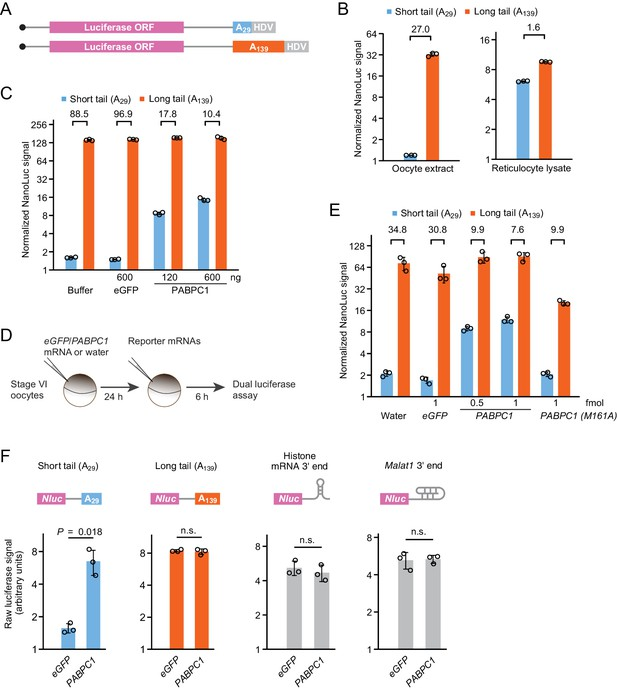 A
Luciferase ORF A29 HDV
Luciferase ORF A139 HDV
B
Short tail (A29) Long tail (A139)
Normalized NanoLuc signal
64
32
16
8
4
2
1
27.0
Oocyte extract
16
8
4
2
1
1.6
Reticulocyte lysate
C
Short tail (A29) Long tail (A139)
Normalized NanoLuc signal
256
128
64
32
16
8
4
2
1
88.5 96.9 17.8 10.4
600 120 600 ng
Buffer eGFP PABPC1
D
eGFP/PABPC1
mRNA or water
Reporter mRNAs
Stage VI
oocytes
24 h
6 h
Dual luciferase
assay
E
Short tail (A29) Long tail (A139)
Normalized NanoLuc signal
128
64
32
16
8
4
2
1
34.8 30.8 9.9 7.6 9.9
1 0.5 1 1 fmol
Water eGFP PABPC1 PABPC1 (M161A)
F
Short tail (A29)
Nluc A29
Raw luciferase signal
(arbitrary units)
8
4
2
1
P = 0.018
eGFP PABPC1
Long tail (A139)
Nluc A139
8
4
2
1
n.s.
eGFP PABPC1
Histone
mRNA 3' end
Nluc
8
4
2
1
n.s.
eGFP PABPC1
Malat1 3' end
Nluc
8
4
2
1
n.s.
eGFP PABPC1